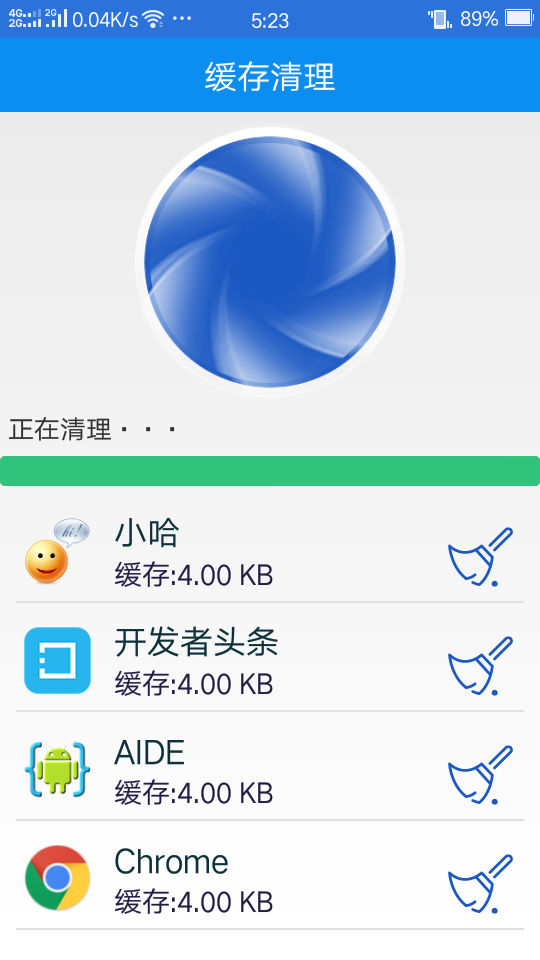 4G 2G 2G 0.04K/s ••• 5:23 89%
缓存清理
正在清理···
hi!
小哈
缓存:4.00 KB
开发者头条
缓存:4.00 KB
AIDE
缓存:4.00 KB
Chrome
缓存:4.00 KB